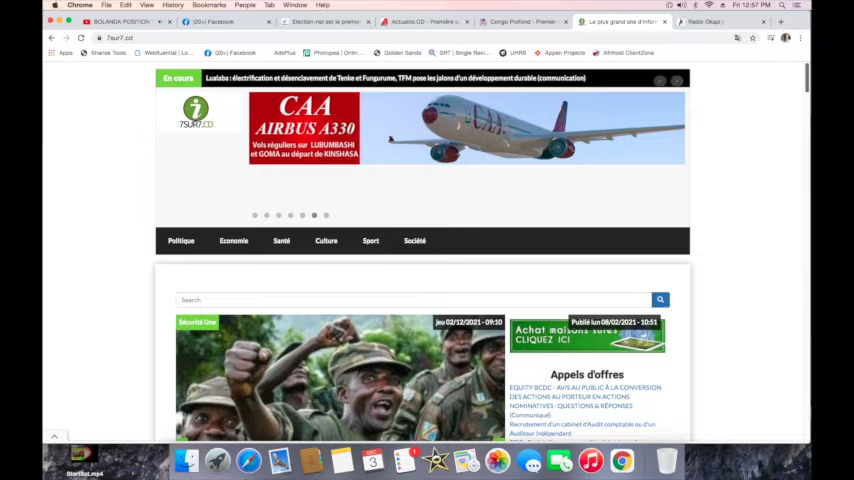 Chrome File Edit View History Bookmarks People Tab Window Help Fri 12:57 PM
BOLANDA POSITION (20+) Facebook Election-net est le premier Actualite.CD - Première u Congo Profond - Premier Le plus grand site d'inform Radio Okapi |
7sur7.cd
Apps Shanes Tools Webfluential | Lo... (20+) Facebook AdsPlus Photopea | Onlin... Golden Sands SRT | Single Revi... UHRS Appen Projects Afrihost ClientZone
En cours Lualaba : électrification et désenclavement de Tenke et Fungurume, TFM pose les jalons d'un développement durable (communication)
7SUR7.CD
CAA
AIRBUS A330
Vols réguliers sur LUBUMBASHI
et GOMA au départ de KINSHASA
CAA
Politique Economie Santé Culture Sport Société
Search
Sécurité Une jeu 02/12/2021 - 09:10
Publié lun 08/02/2021 - 10:51
Achat maisons sures
CLIQUEZ ICI
Appels d'offres
EQUITY BCDC - AVIS AU PUBLIC À LA CONVERSION
DES ACTIONS AU PORTEUR EN ACTIONS
NOMINATIVES : QUESTIONS & RÉPONSES
(Communiqué)
Recrutement d'un cabinet d'Audit comptable ou d'un
Auditeur Indépendant
DEC
3
1
StartBat.mp4